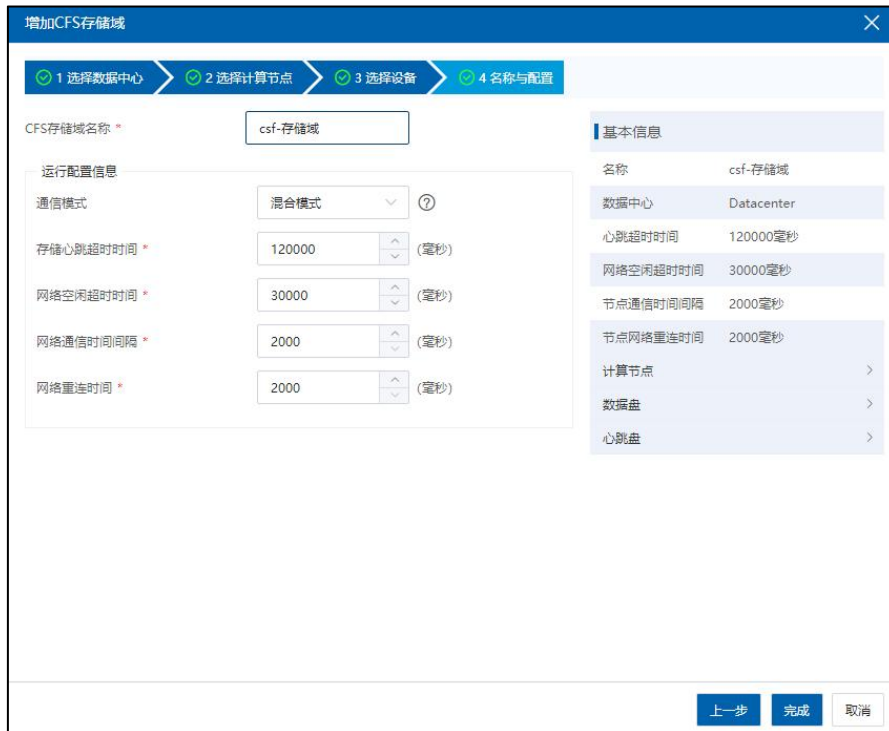 增加CFS存储域
1 选择数据中心 2 选择计算节点 3 选择设备 4 名称与配置
CFS存储域名称 * csf-存储域
运行配置信息
通信模式 混合模式
存储心跳超时时间 * 120000 (毫秒)
网络空闲超时时间 * 30000 (毫秒)
网络通信时间间隔 * 2000 (毫秒)
网络重连时间 * 2000 (毫秒)
基本信息
名称 csf-存储域
数据中心 Datacenter
心跳超时时间 120000毫秒
网络空闲超时时间 30000毫秒
节点通信时间间隔 2000毫秒
节点网络重连时间 2000毫秒
计算节点
数据盘
心跳盘
上一步 完成 取消